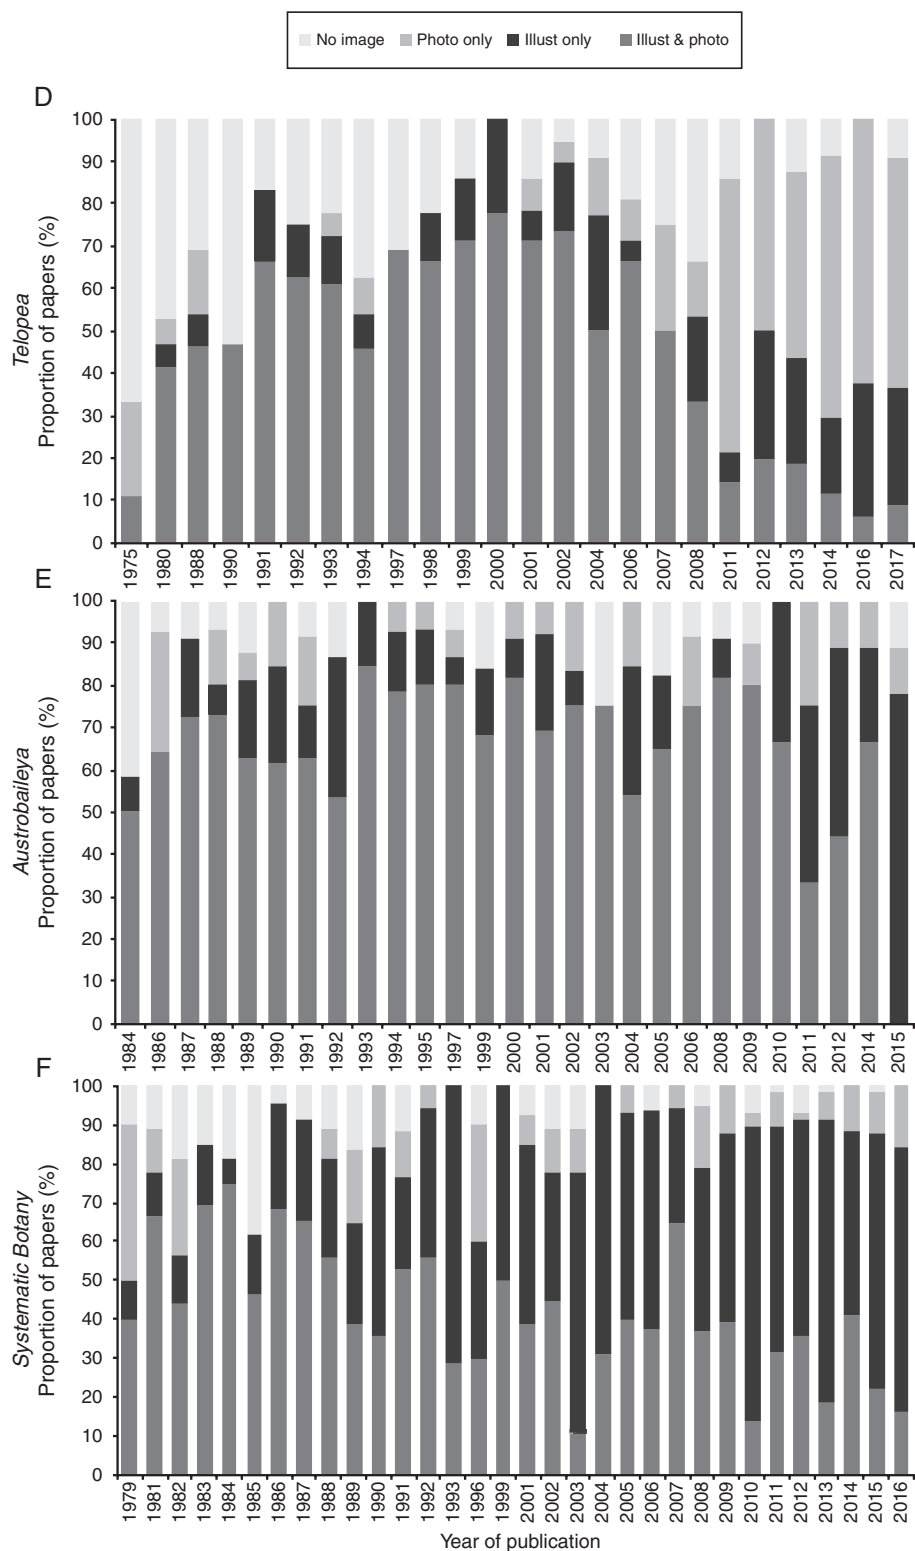 No image Photo only Illust only Illust & photo
D
Telopea
Proportion of papers (%)
100
90
80
70
60
50
40
30
20
10
0
1975 1980 1988 1990 1991 1992 1993 1994 1997 1998 1999 2000 2001 2002 2004 2006 2007 2008 2011 2012 2013 2014 2016 2017
E
Austrobaileya
Proportion of papers (%)
100
90
80
70
60
50
40
30
20
10
0
1984 1986 1987 1988 1989 1990 1991 1992 1993 1994 1995 1997 1999 2000 2001 2002 2003 2004 2005 2006 2008 2009 2010 2011 2012 2014 2015
F
Systematic Botany
Proportion of papers (%)
100
90
80
70
60
50
40
30
20
10
0
1979 1981 1982 1983 1984 1985 1986 1987 1988 1989 1990 1991 1992 1993 1996 1999 2001 2002 2003 2004 2005 2006 2007 2008 2009 2010 2011 2012 2013 2014 2015 2016
Year of publication